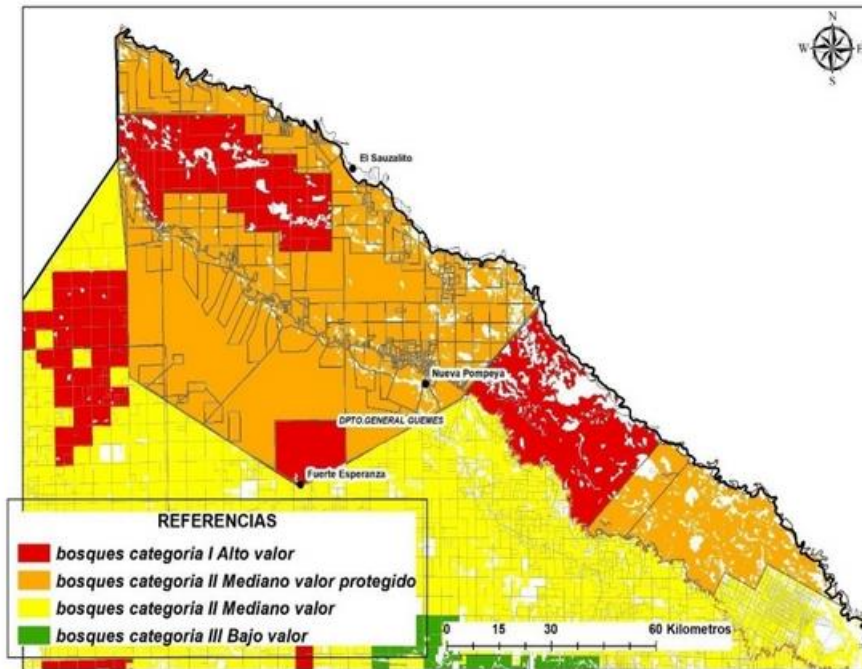 N
W E
S
El Sauzalito
Nueva Pompeya
DPTO.GENERAL GUEMES
Fuerte Esperanza
REFERENCIAS
bosques categoria I Alto valor
bosques categoria II Mediano valor protegido
bosques categoria II Mediano valor
bosques categoria III Bajo valor
0 15 30 60 Kilometros